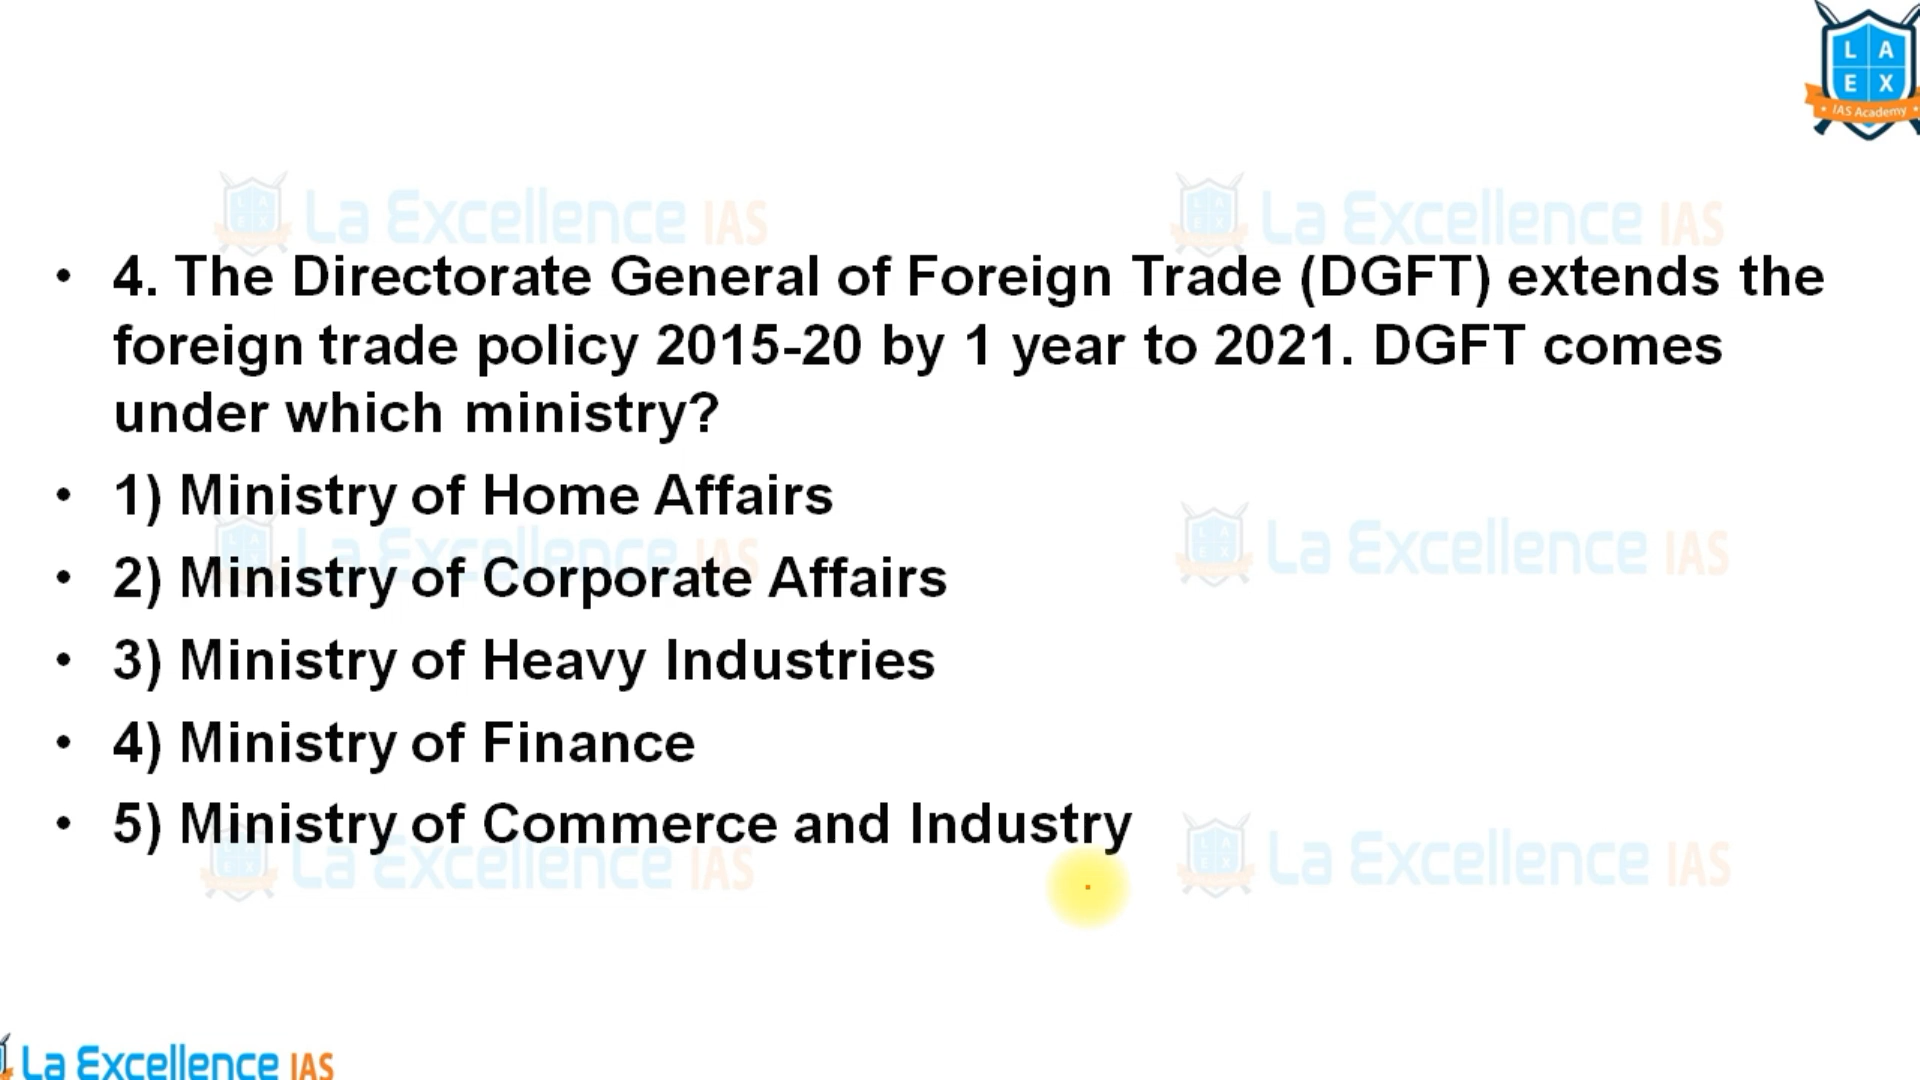 L A
E X
IAS Academy
La Excellence IAS
La Excellence IAS
• 4. The Directorate General of Foreign Trade (DGFT) extends the
foreign trade policy 2015-20 by 1 year to 2021. DGFT comes
under which ministry?
• 1) Ministry of Home Affairs
La Excellence IAS
La Excellence IAS
• 2) Ministry of Corporate Affairs
• 3) Ministry of Heavy Industries
• 4) Ministry of Finance
• 5) Ministry of Commerce and Industry
La Excellence IAS
La Excellence IAS
La Excellence IAS